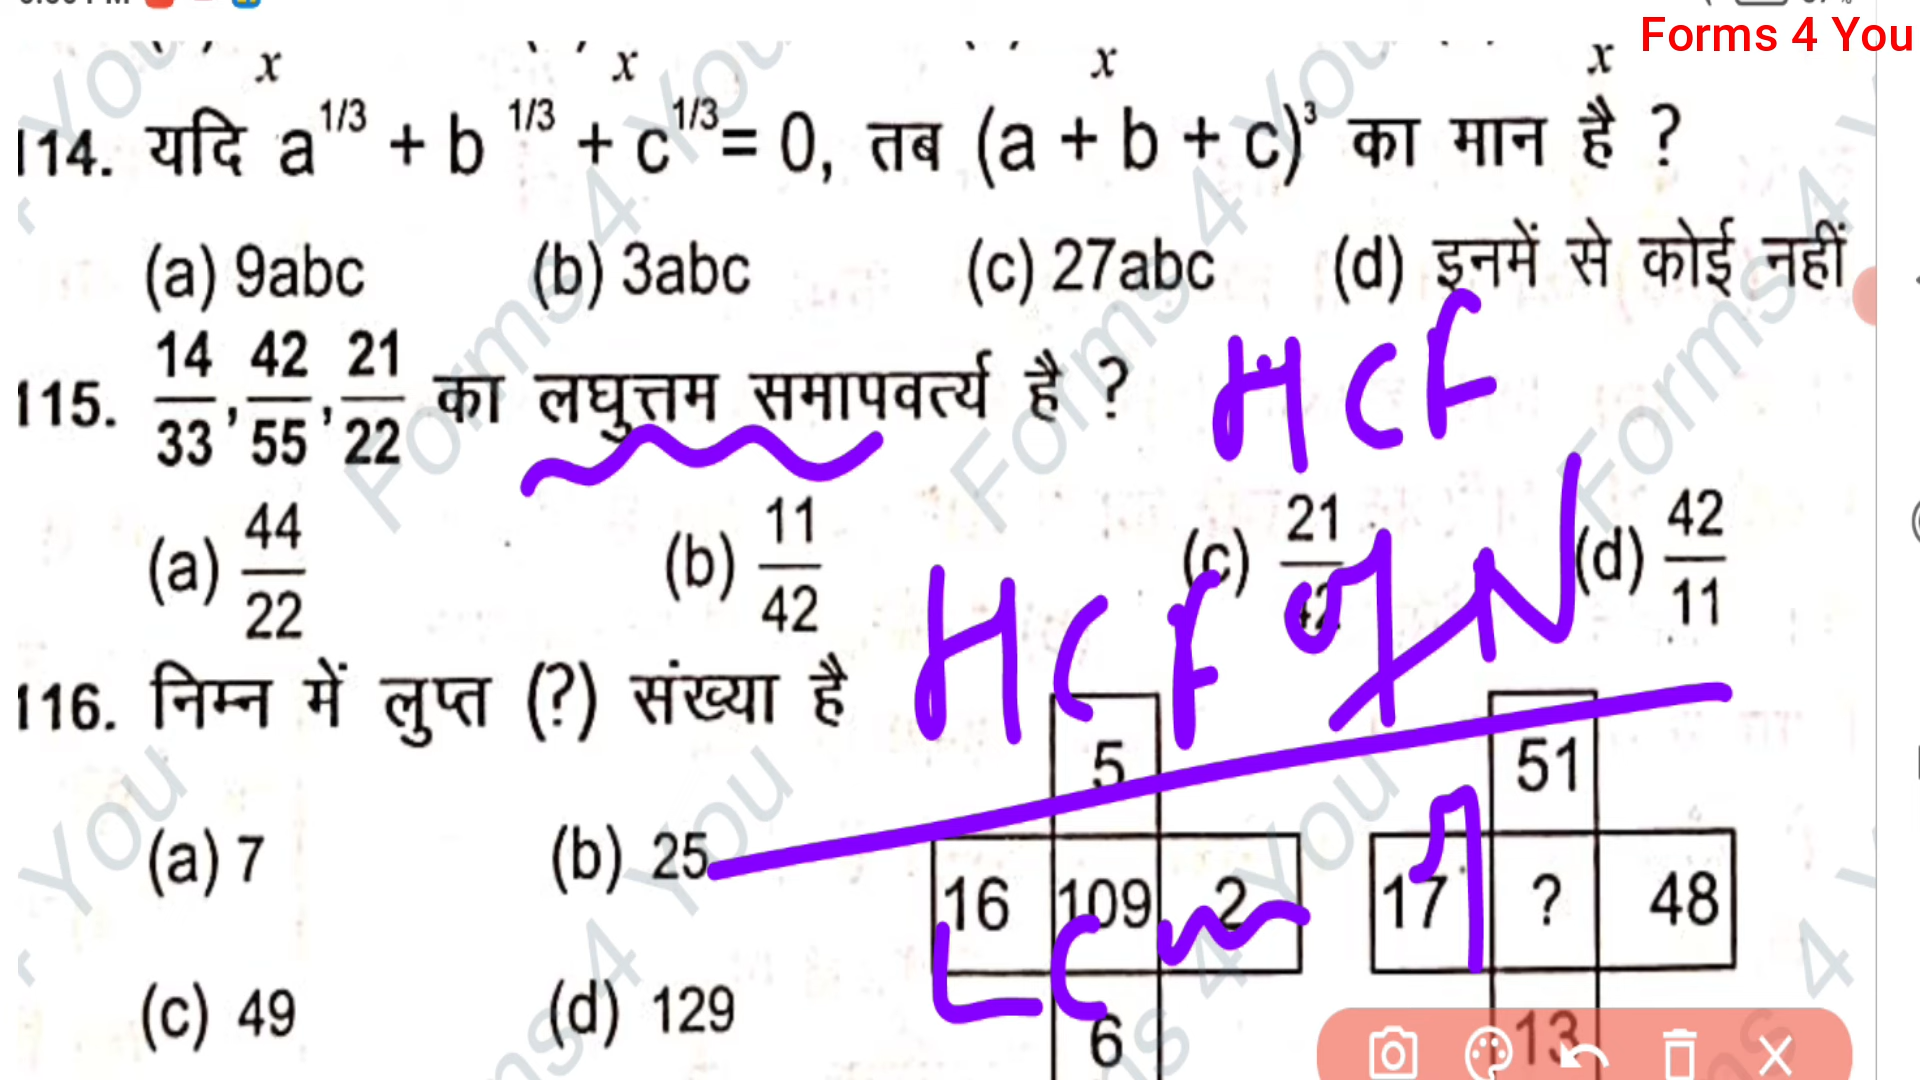 Forms 4 You
x x x x
114. यदि a^1/3 + b^1/3 + c^1/3 = 0, तब (a + b + c)³ का मान है ?
(a) 9abc (b) 3abc (c) 27abc (d) इनमें से कोई नहीं
115. 14/33, 42/55, 21/22 का लघुत्तम समापवर्त्य है ?
HCF
(a) 44/22 (b) 11/42 (c) 21/42 (d) 42/11
HCF of N
116. निम्न में लुप्त (?) संख्या है
5 51
(a) 7 (b) 25
16 109 2 17 ? 48
LCm
(c) 49 (d) 129
6 13